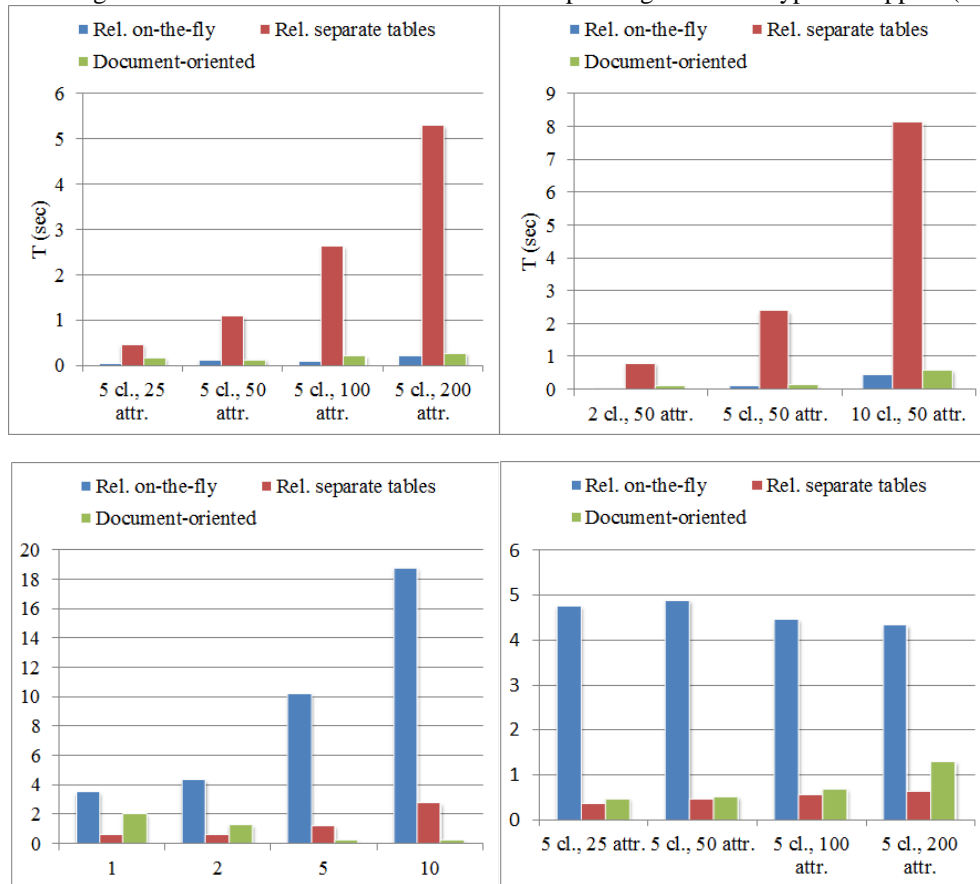 Rel. on-the-fly Rel. separate tables
Document-oriented
6
5
4
3
2
1
0
T (sec)
5 cl., 25 attr.
5 cl., 50 attr.
5 cl., 100 attr.
5 cl., 200 attr.
Rel. on-the-fly Rel. separate tables
Document-oriented
9
8
7
6
5
4
3
2
1
0
T (sec)
2 cl., 50 attr. 5 cl., 50 attr. 10 cl., 50 attr.
Rel. on-the-fly Rel. separate tables
Document-oriented
20
18
16
14
12
10
8
6
4
2
0
1 2 5 10
Rel. on-the-fly Rel. separate tables
Document-oriented
6
5
4
3
2
1
0
5 cl., 25 attr. 5 cl., 50 attr. 5 cl., 100 5 cl., 200
attr. attr.